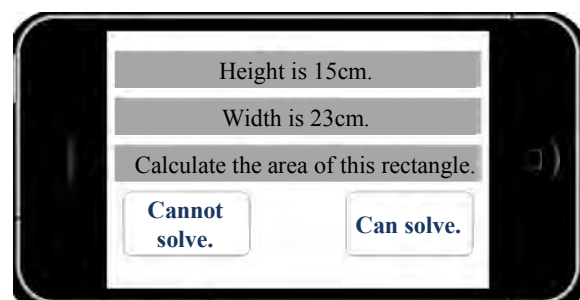 Height is 15cm.
Width is 23cm.
Calculate the area of this rectangle.
Cannot
solve.
Can solve.